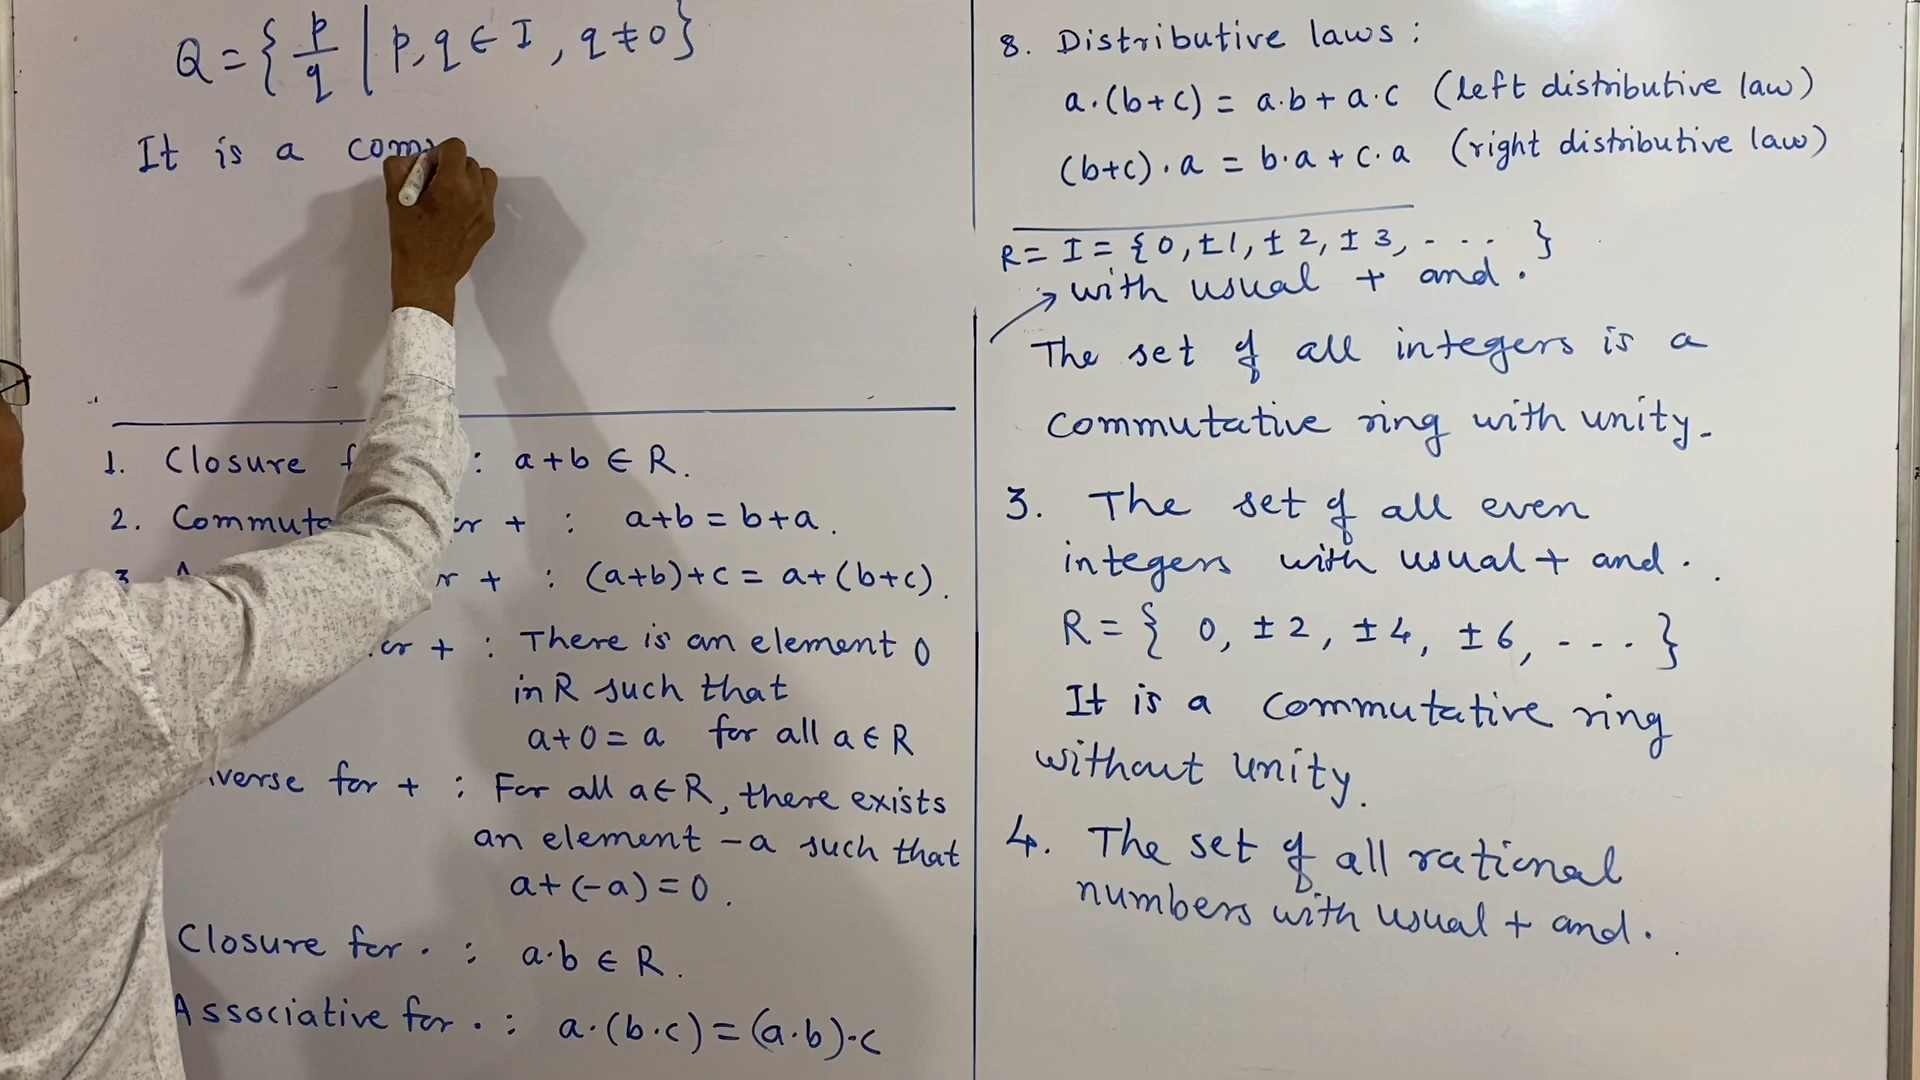 Q = { p/q | p, q ∈ I, q ≠ 0 }
It is a com
1. Closure : a+b ∈ R.
2. Commuta + : a+b = b+a.
3. + : (a+b)+c = a+(b+c).
+ : There is an element 0
in R such that
a+0 = a for all a ∈ R
verse for + : For all a ∈ R, there exists
an element -a such that
a+(-a) = 0.
Closure for · : a·b ∈ R.
Associative for · : a·(b·c) = (a·b)·c
8. Distributive laws :
a·(b+c) = a·b + a·c (left distributive law)
(b+c)·a = b·a + c·a (right distributive law)
R = I = { 0, ±1, ±2, ±3, - - - - }
with usual + and ·
The set of all integers is a
commutative ring with unity.
3. The set of all even
integers with usual + and · .
R = { 0, ±2, ±4, ±6, - - - }
It is a commutative ring
without unity.
4. The set of all rational
numbers with usual + and · .